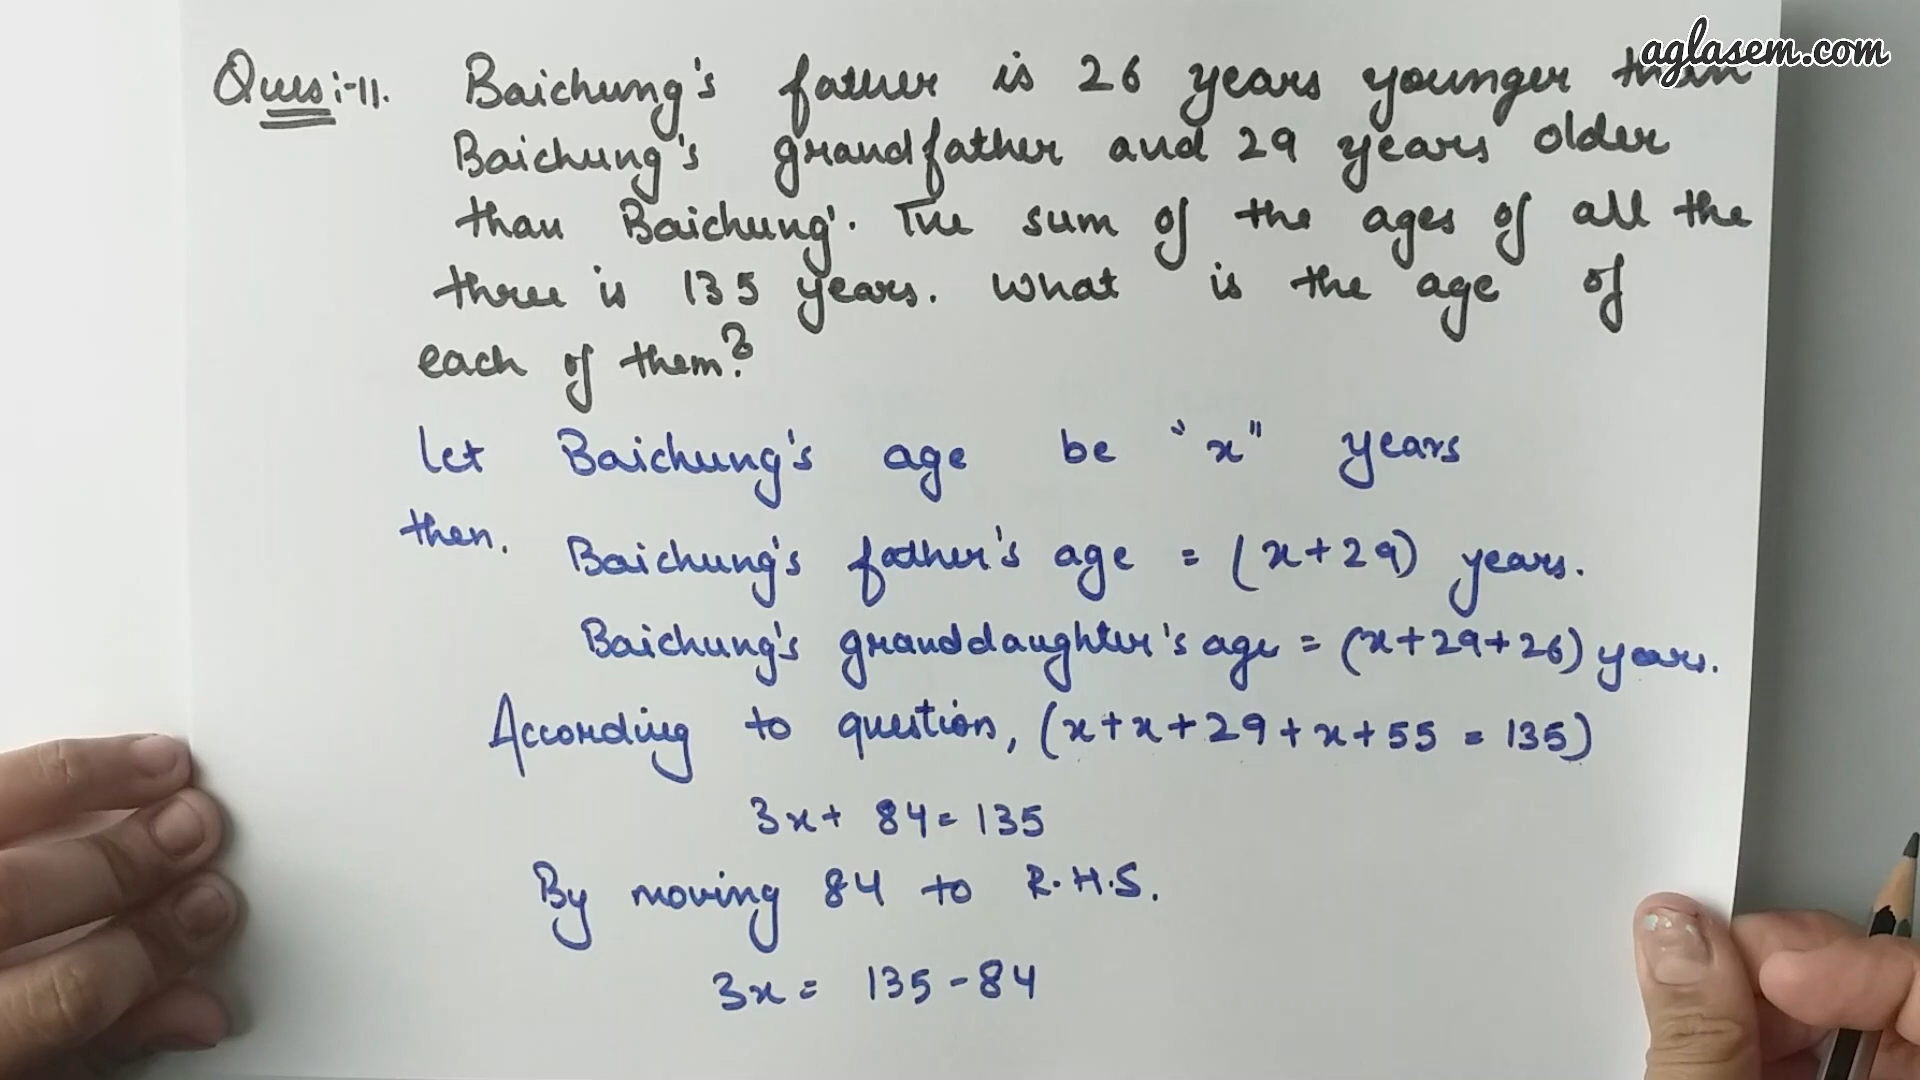 aglasem.com
Ques:-11. Baichung's father is 26 years younger than
Baichung's grandfather and 29 years older
than Baichung'. The sum of the ages of all the
three is 135 years. What is the age of
each of them?
Let Baichung's age be "x" years
then. Baichung's father's age = (x+29) years.
Baichung's granddaughter's age = (x+29+26) years.
According to question, (x+x+29+x+55 = 135)
3x+ 84= 135
By moving 84 to R.H.S.
3x= 135-84